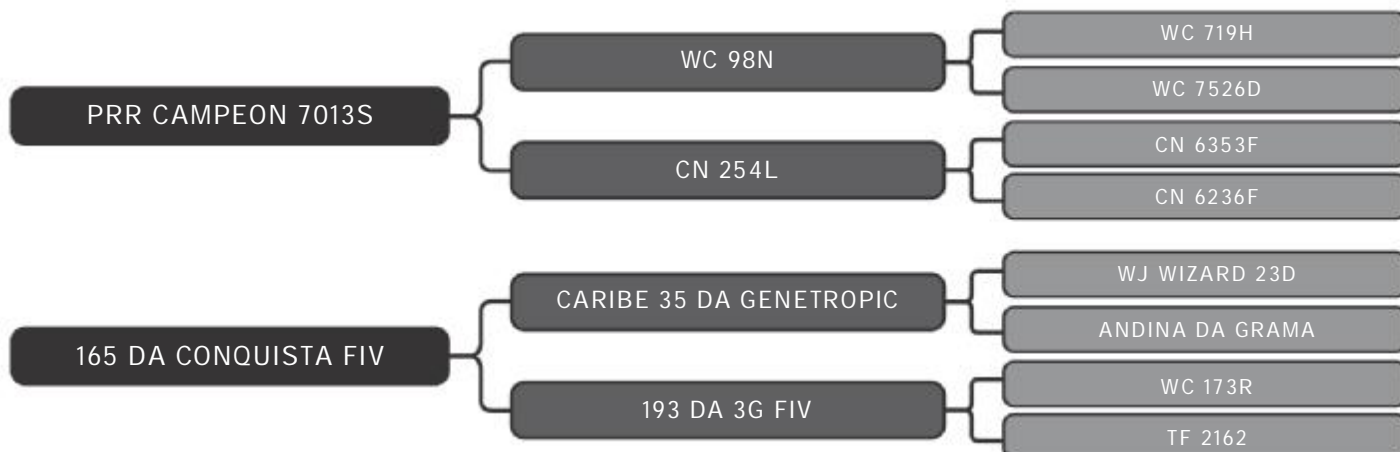 PRR CAMPEON 7013S
WC 98N
WC 719H
WC 7526D
CN 254L
CN 6353F
CN 6236F
165 DA CONQUISTA FIV
CARIBE 35 DA GENETROPIC
WJ WIZARD 23D
ANDINA DA GRAMA
193 DA 3G FIV
WC 173R
TF 2162